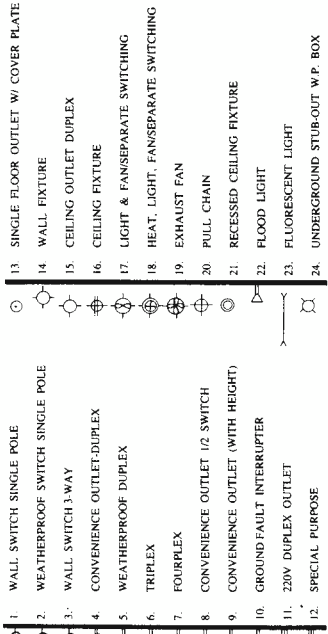 1. WALL SWITCH SINGLE POLE
2. WEATHERPROOF SWITCH SINGLE POLE
3. WALL SWITCH 3-WAY
4. CONVENIENCE OUTLET-DUPLEX
5. WEATHERPROOF DUPLEX
6. TRIPLEX
7. FOURPLEX
8. CONVENIENCE OUTLET 1/2 SWITCH
9. CONVENIENCE OUTLET (WITH HEIGHT)
10. GROUND FAULT INTERRUPTER
11. 220V DUPLEX OUTLET
12. SPECIAL PURPOSE
13. SINGLE FLOOR OUTLET W/ COVER PLATE
14. WALL FIXTURE
15. CEILING OUTLET DUPLEX
16. CEILING FIXTURE
17. LIGHT & FAN/SEPARATE SWITCHING
18. HEAT, LIGHT, FAN/SEPARATE SWITCHING
19. EXHAUST FAN
20. PULL CHAIN
21. RECESSED CEILING FIXTURE
22. FLOOD LIGHT
23. FLUORESCENT LIGHT
24. UNDERGROUND STUB-OUT W.P. BOX